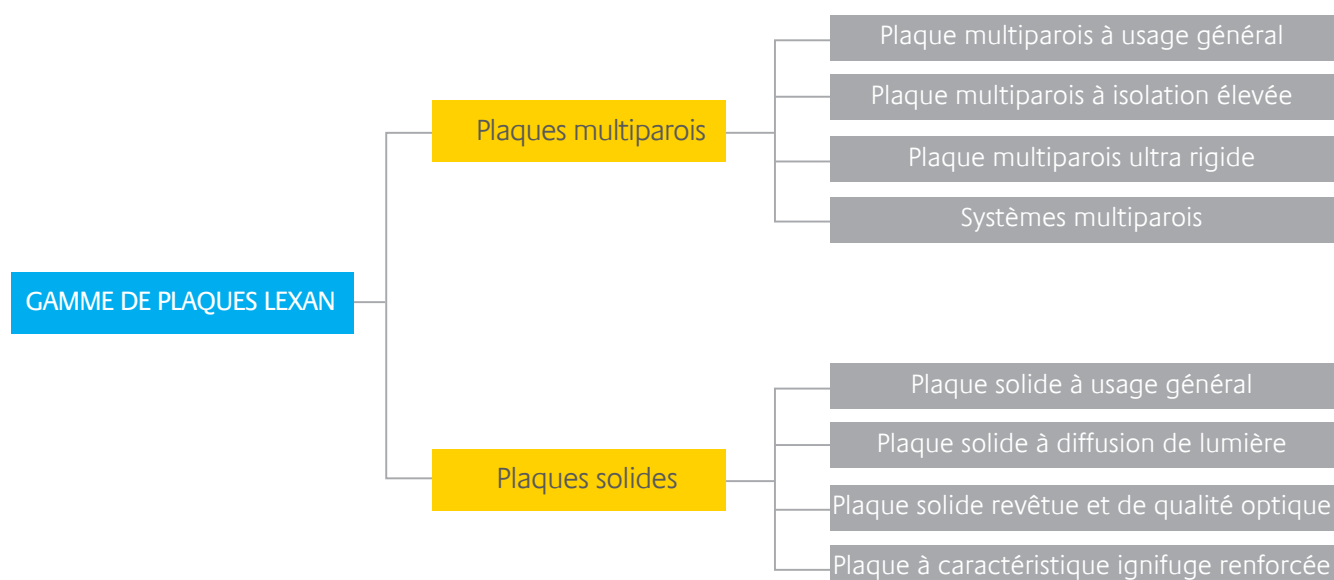 GAMME DE PLAQUES LEXAN
Plaques multiparois
Plaque multiparois à usage général
Plaque multiparois à isolation élevée
Plaque multiparois ultra rigide
Systèmes multiparois
Plaques solides
Plaque solide à usage général
Plaque solide à diffusion de lumière
Plaque solide revêtue et de qualité optique
Plaque à caractéristique ignifuge renforcée